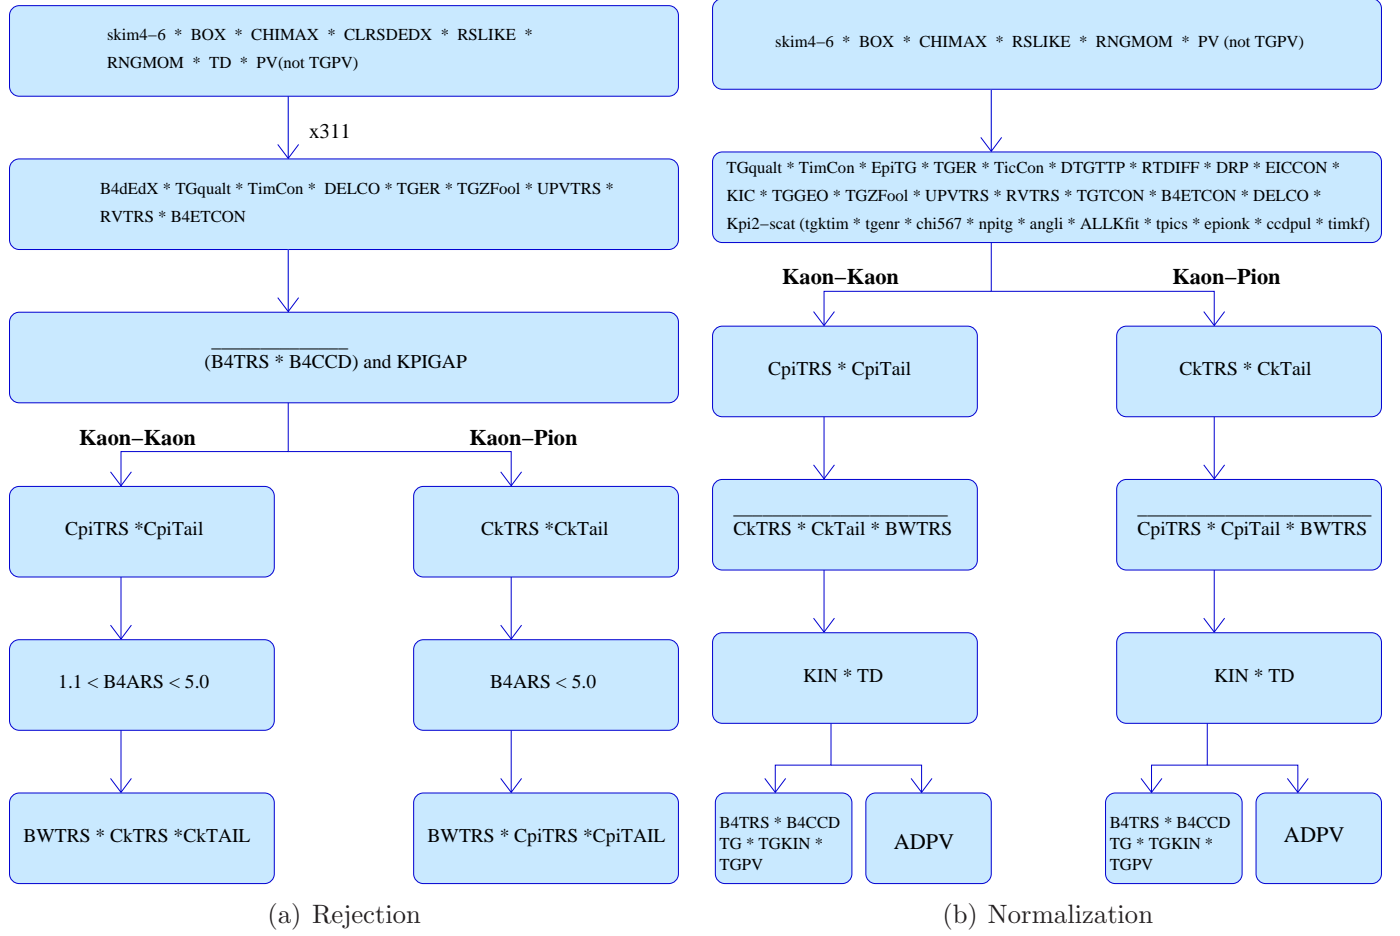 skim4−6 * BOX * CHIMAX * CLRSDEDX * RSLIKE *
RNGMOM * TD * PV(not TGPV)
x311
B4dEdX * TGqualt * TimCon * DELCO * TGER * TGZFool * UPVTRS *
RVTRS * B4ETCON
(B4TRS * B4CCD) and KPIGAP
Kaon−Kaon
Kaon−Pion
CpiTRS *CpiTail
CkTRS *CkTail
1.1 < B4ARS < 5.0
B4ARS < 5.0
BWTRS * CkTRS *CkTAIL
BWTRS * CpiTRS *CpiTAIL
(a) Rejection
skim4−6 * BOX * CHIMAX * RSLIKE * RNGMOM * PV (not TGPV)
TGqualt * TimCon * EpiTG * TGER * TicCon * DTGTTP * RTDIFF * DRP * EICCON *
KIC * TGGEO * TGZFool * UPVTRS * RVTRS * TGTCON * B4ETCON * DELCO *
Kpi2−scat (tgktim * tgenr * chi567 * npitg * angli * ALLKfit * tpics * epionk * ccdpul * timkf)
Kaon−Kaon
Kaon−Pion
CpiTRS * CpiTail
CkTRS * CkTail
CkTRS * CkTail * BWTRS
CpiTRS * CpiTail * BWTRS
KIN * TD
KIN * TD
B4TRS * B4CCD
TG * TGKIN *
TGPV
ADPV
B4TRS * B4CCD
TG * TGKIN *
TGPV
ADPV
(b) Normalization